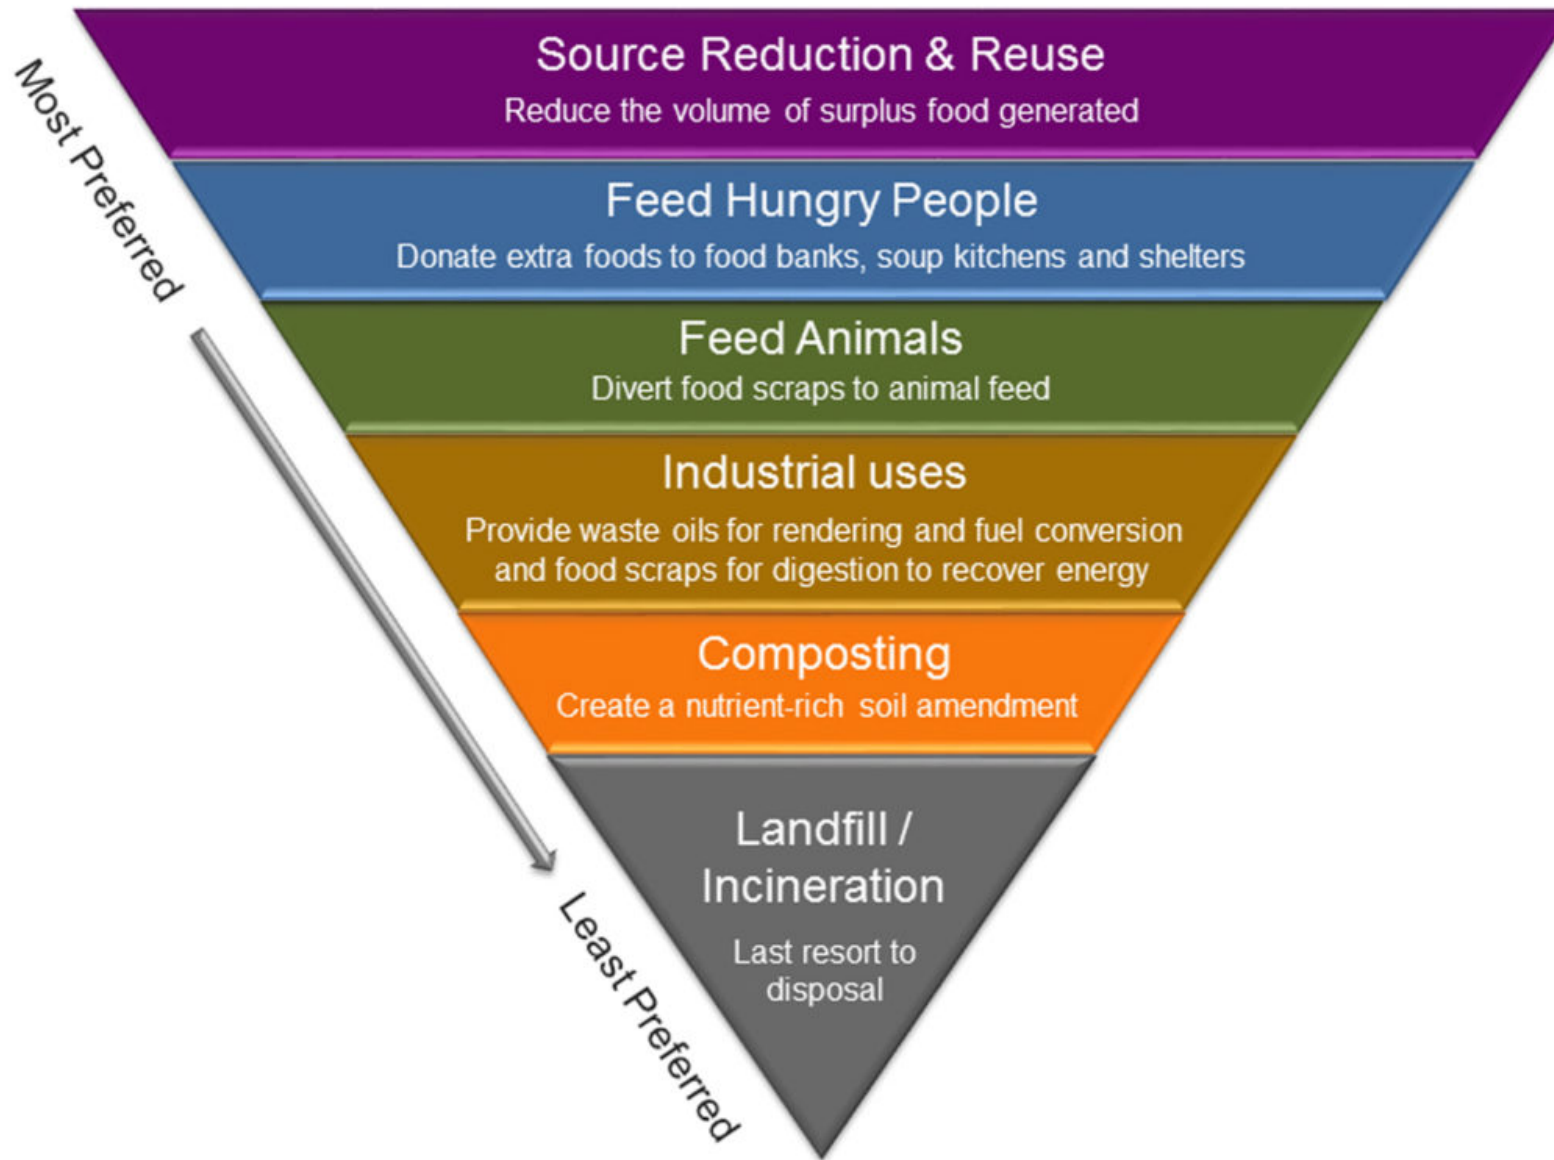 Source Reduction & Reuse
Reduce the volume of surplus food generated
Most Preferred
Feed Hungry People
Donate extra foods to food banks, soup kitchens and shelters
Feed Animals
Divert food scraps to animal feed
Industrial uses
Provide waste oils for rendering and fuel conversion
and food scraps for digestion to recover energy
Composting
Create a nutrient-rich soil amendment
Landfill /
Incineration
Last resort to
disposal
Least Preferred